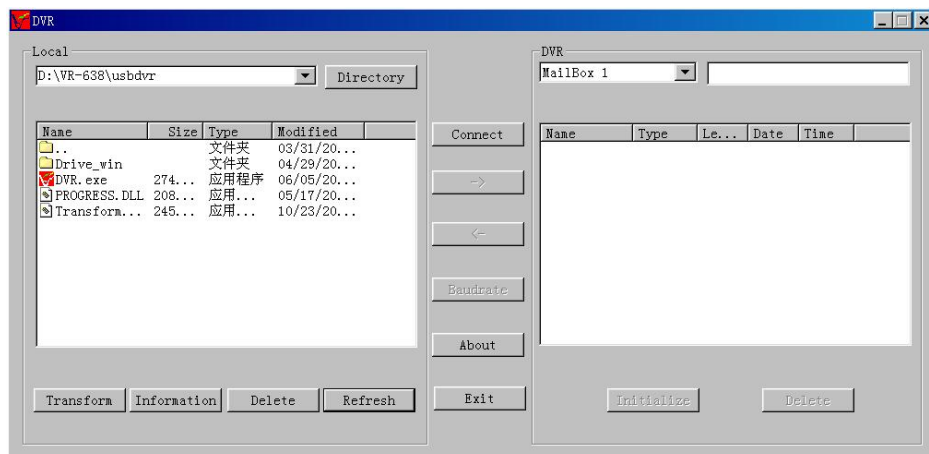 DVR
Local
D:\VR-638\usbdvr
Directory
Name Size Type Modified
.. 文件夹 03/31/20...
Drive_win 文件夹 04/29/20...
DVR.exe 274... 应用程序 06/05/20...
PROGRESS.DLL 208... 应用... 05/17/20...
Transform... 245... 应用... 10/23/20...
Transform Information Delete Refresh
Connect
->
<-
Baudrate
About
Exit
DVR
MailBox 1
Name Type Le... Date Time
Initialize Delete